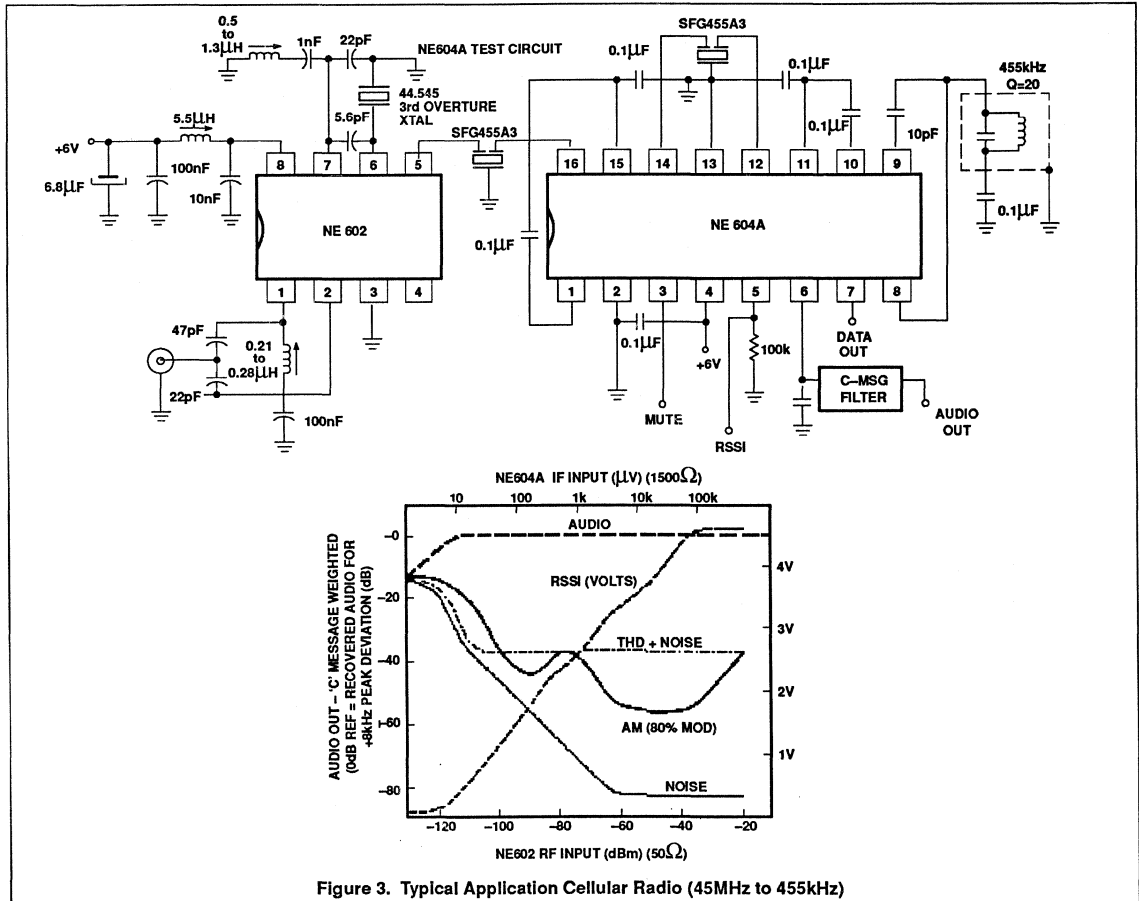 0.5
to
1.3μH
1nF
22pF
NE604A TEST CIRCUIT
44.545
3rd OVERTURE
XTAL
5.6pF
5.5μH
+6V
100nF
6.8μF
10nF
SFG455A3
8
7
6
5
NE 602
1
2
3
4
47pF
0.21
to
0.28μH
22pF
100nF
SFG455A3
0.1μF
0.1μF
0.1μF
10pF
455kHz
Q=20
0.1μF
16
15
14
13
12
11
10
9
0.1μF
NE 604A
1
2
3
4
5
6
7
8
0.1μF
+6V
100k
DATA
OUT
C–MSG
FILTER
MUTE
RSSI
AUDIO
OUT
NE604A IF INPUT (μV) (1500Ω)
10
100
1k
10k
100k
AUDIO
RSSI (VOLTS)
THD + NOISE
AM (80% MOD)
NOISE
–0
–20
–40
–60
–80
4V
3V
2V
1V
AUDIO OUT – 'C' MESSAGE WEIGHTED
(0dB REF = RECOVERED AUDIO FOR
+8kHz PEAK DEVIATION (dB)
–120
–100
–80
–60
–40
–20
NE602 RF INPUT (dBm) (50Ω)
Figure 3. Typical Application Cellular Radio (45MHz to 455kHz)